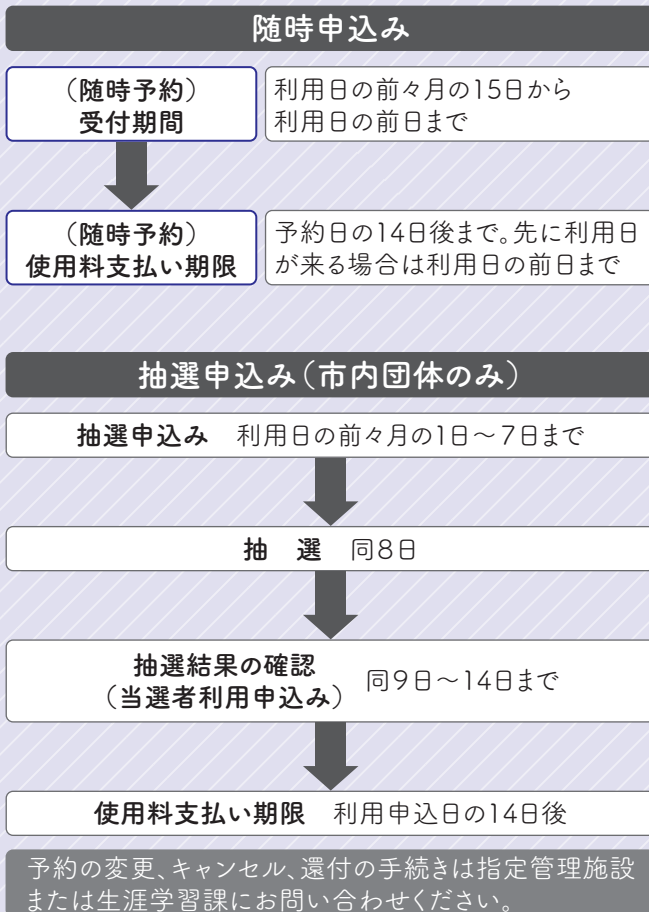 随時申込み
（随時予約）
受付期間
利用日の前々月の15日から
利用日の前日まで
（随時予約）
使用料支払い期限
予約日の14日後まで。先に利用日
が来る場合は利用日の前日まで
抽選申込み（市内団体のみ）
抽選申込み　利用日の前々月の1日～7日まで
抽　選　同8日
抽選結果の確認
（当選者利用申込み）
同9日～14日まで
使用料支払い期限　利用申込日の14日後
予約の変更、キャンセル、還付の手続きは指定管理施設
または生涯学習課にお問い合わせください。